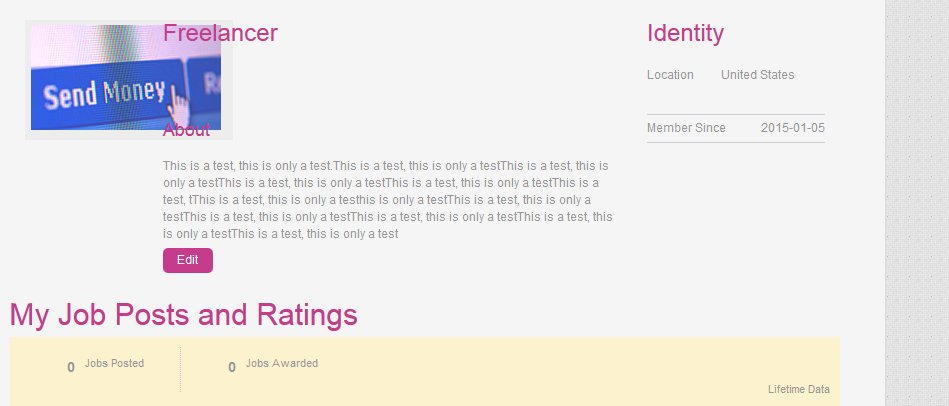 Freelancer
Send Money
Re
About
This is a test, this is only a test.This is a test, this is only a testThis is a test, this is
only a testThis is a test, this is only a testThis is a test, this is only a testThis is a
test, tThis is a test, this is only a testhis is only a testThis is a test, this is only a
testThis is a test, this is only a testThis is a test, this is only a testThis is a test, this
is only a testThis is a test, this is only a test
Edit
Identity
Location United States
Member Since 2015-01-05
My Job Posts and Ratings
0 Jobs Posted
0 Jobs Awarded
Lifetime Data